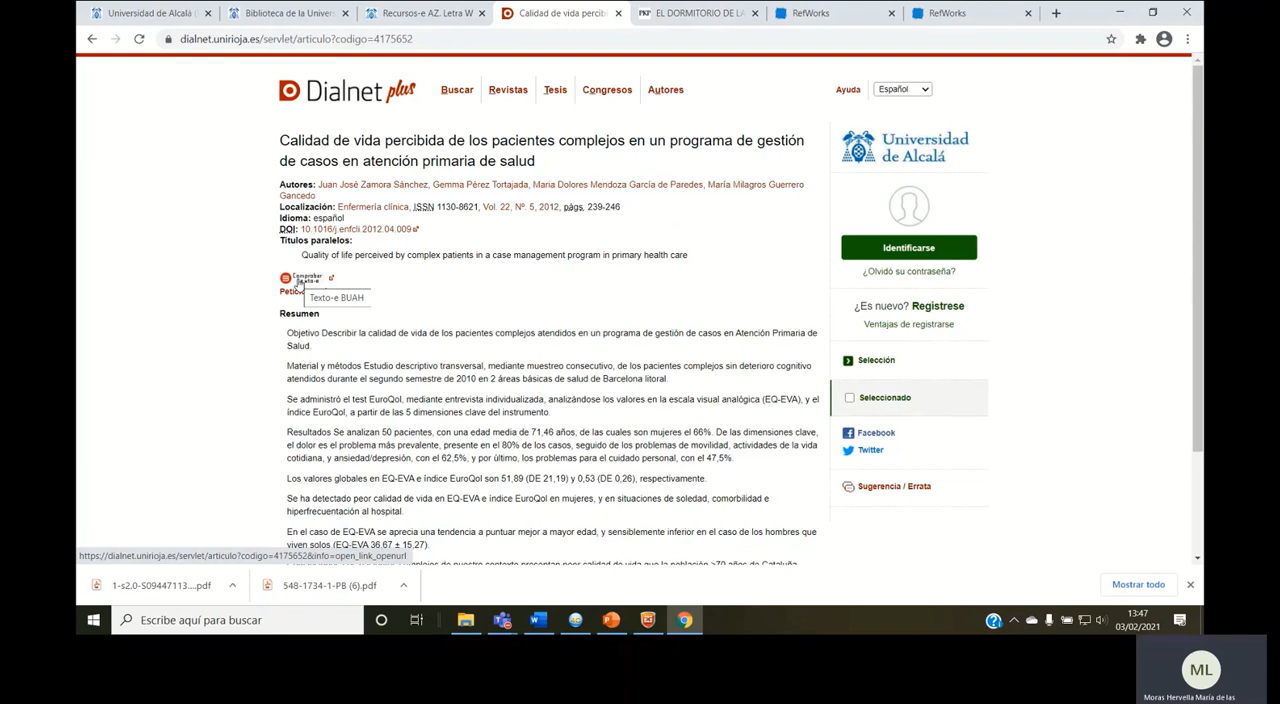 Universidad de Alcalá (
Biblioteca de la Univers
Recursos-e AZ. Letra W
Calidad de vida percib
EL DORMITORIO DE LA
RefWorks
RefWorks
dialnet.unirioja.es/servlet/articulo?codigo=4175652
Dialnet plus
Buscar
Revistas
Tesis
Congresos
Autores
Ayuda
Español
Calidad de vida percibida de los pacientes complejos en un programa de gestión
de casos en atención primaria de salud
Autores: Juan José Zamora Sánchez, Gemma Pérez Tortajada, Maria Dolores Mendoza García de Paredes, María Milagros Guerrero
Gancedo
Localización: Enfermería clínica, ISSN 1130-8621, Vol. 22, Nº. 5, 2012, págs. 239-246
Idioma: español
DOI: 10.1016/j.enfcli.2012.04.009
Títulos paralelos:
Quality of life perceived by complex patients in a case management program in primary health care
Comprobar
Texto-e
Petici
Texto-e BUAH
Resumen
Objetivo Describir la calidad de vida de los pacientes complejos atendidos en un programa de gestión de casos en Atención Primaria de
Salud.
Material y métodos Estudio descriptivo transversal, mediante muestreo consecutivo, de los pacientes complejos sin deterioro cognitivo
atendidos durante el segundo semestre de 2010 en 2 áreas básicas de salud de Barcelona litoral.
Se administró el test EuroQol, mediante entrevista individualizada, analizándose los valores en la escala visual analógica (EQ-EVA), y el
índice EuroQol, a partir de las 5 dimensiones clave del instrumento.
Resultados Se analizan 50 pacientes, con una edad media de 71,46 años, de las cuales son mujeres el 66%. De las dimensiones clave,
el dolor es el problema más prevalente, presente en el 80% de los casos, seguido de los problemas de movilidad, actividades de la vida
cotidiana, y ansiedad/depresión, con el 62,5%, y por último, los problemas para el cuidado personal, con el 47,5%.
Los valores globales en EQ-EVA e índice EuroQol son 51,89 (DE 21,19) y 0,53 (DE 0,26), respectivamente.
Se ha detectado peor calidad de vida en EQ-EVA e índice EuroQol en mujeres, y en situaciones de soledad, comorbilidad e
hiperfrecuentación al hospital.
En el caso de EQ-EVA se aprecia una tendencia a puntuar mejor a mayor edad, y sensiblemente inferior en el caso de los hombres que
viven solos (EQ-EVA 36,67 ± 15,27).
Universidad
de Alcalá
Identificarse
¿Olvidó su contraseña?
¿Es nuevo? Regístrese
Ventajas de registrarse
Selección
Seleccionado
Facebook
Twitter
Sugerencia / Errata
https://dialnet.unirioja.es/servlet/articulo?codigo=4175652&info=open_link_openurl
1-s2.0-S09447113....pdf
548-1734-1-PB (6).pdf
Mostrar todo
Escribe aquí para buscar
13:47
03/02/2021
ML
Moras Hervella María de las